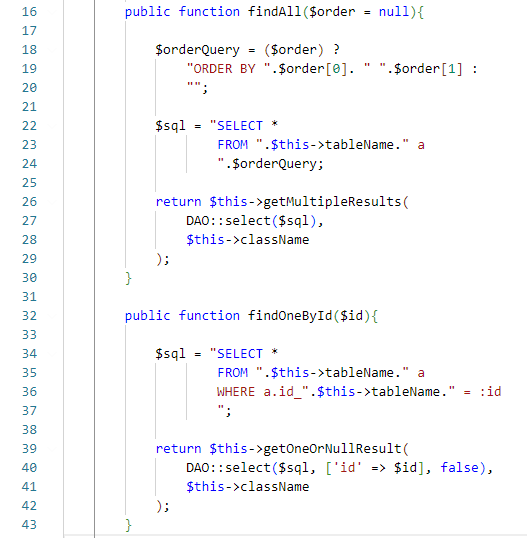 16 public function findAll($order = null){
17
18 $orderQuery = ($order) ?
19 "ORDER BY ".$order[0]. " ".$order[1] :
20 "";
21
22 $sql = "SELECT *
23 FROM ".$this->tableName." a
24 ".$orderQuery;
25
26 return $this->getMultipleResults(
27 DAO::select($sql),
28 $this->className
29 );
30 }
31
32 public function findOneById($id){
33
34 $sql = "SELECT *
35 FROM ".$this->tableName." a
36 WHERE a.id_".$this->tableName." = :id
37 ";
38
39 return $this->getOneOrNullResult(
40 DAO::select($sql, ['id' => $id], false),
41 $this->className
42 );
43 }